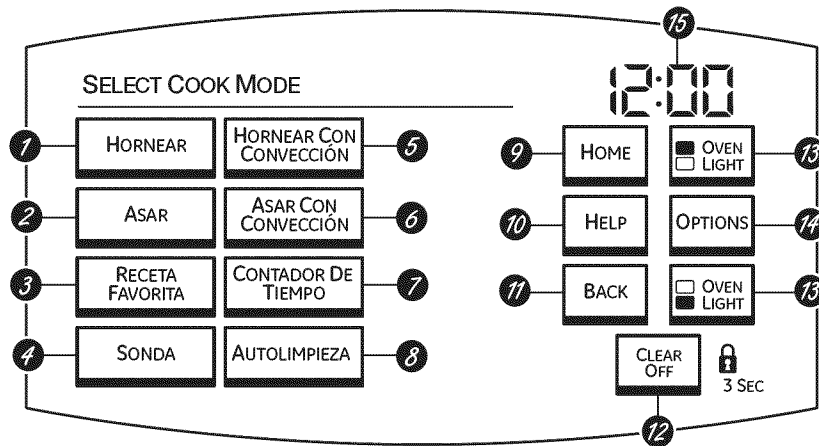 15
12:00
SELECT COOK MODE
1 HORNEAR
HORNEAR CON
CONVECCIÓN 5
2 ASAR
ASAR CON
CONVECCIÓN 6
3 RECETA
FAVORITA
CONTADOR DE
TIEMPO 7
4 SONDA
AUTOLIMPIEZA 8
9 HOME
OVEN
LIGHT 13
10 HELP
OPTIONS 14
11 BACK
OVEN
LIGHT 13
CLEAR
OFF
3 SEC
12